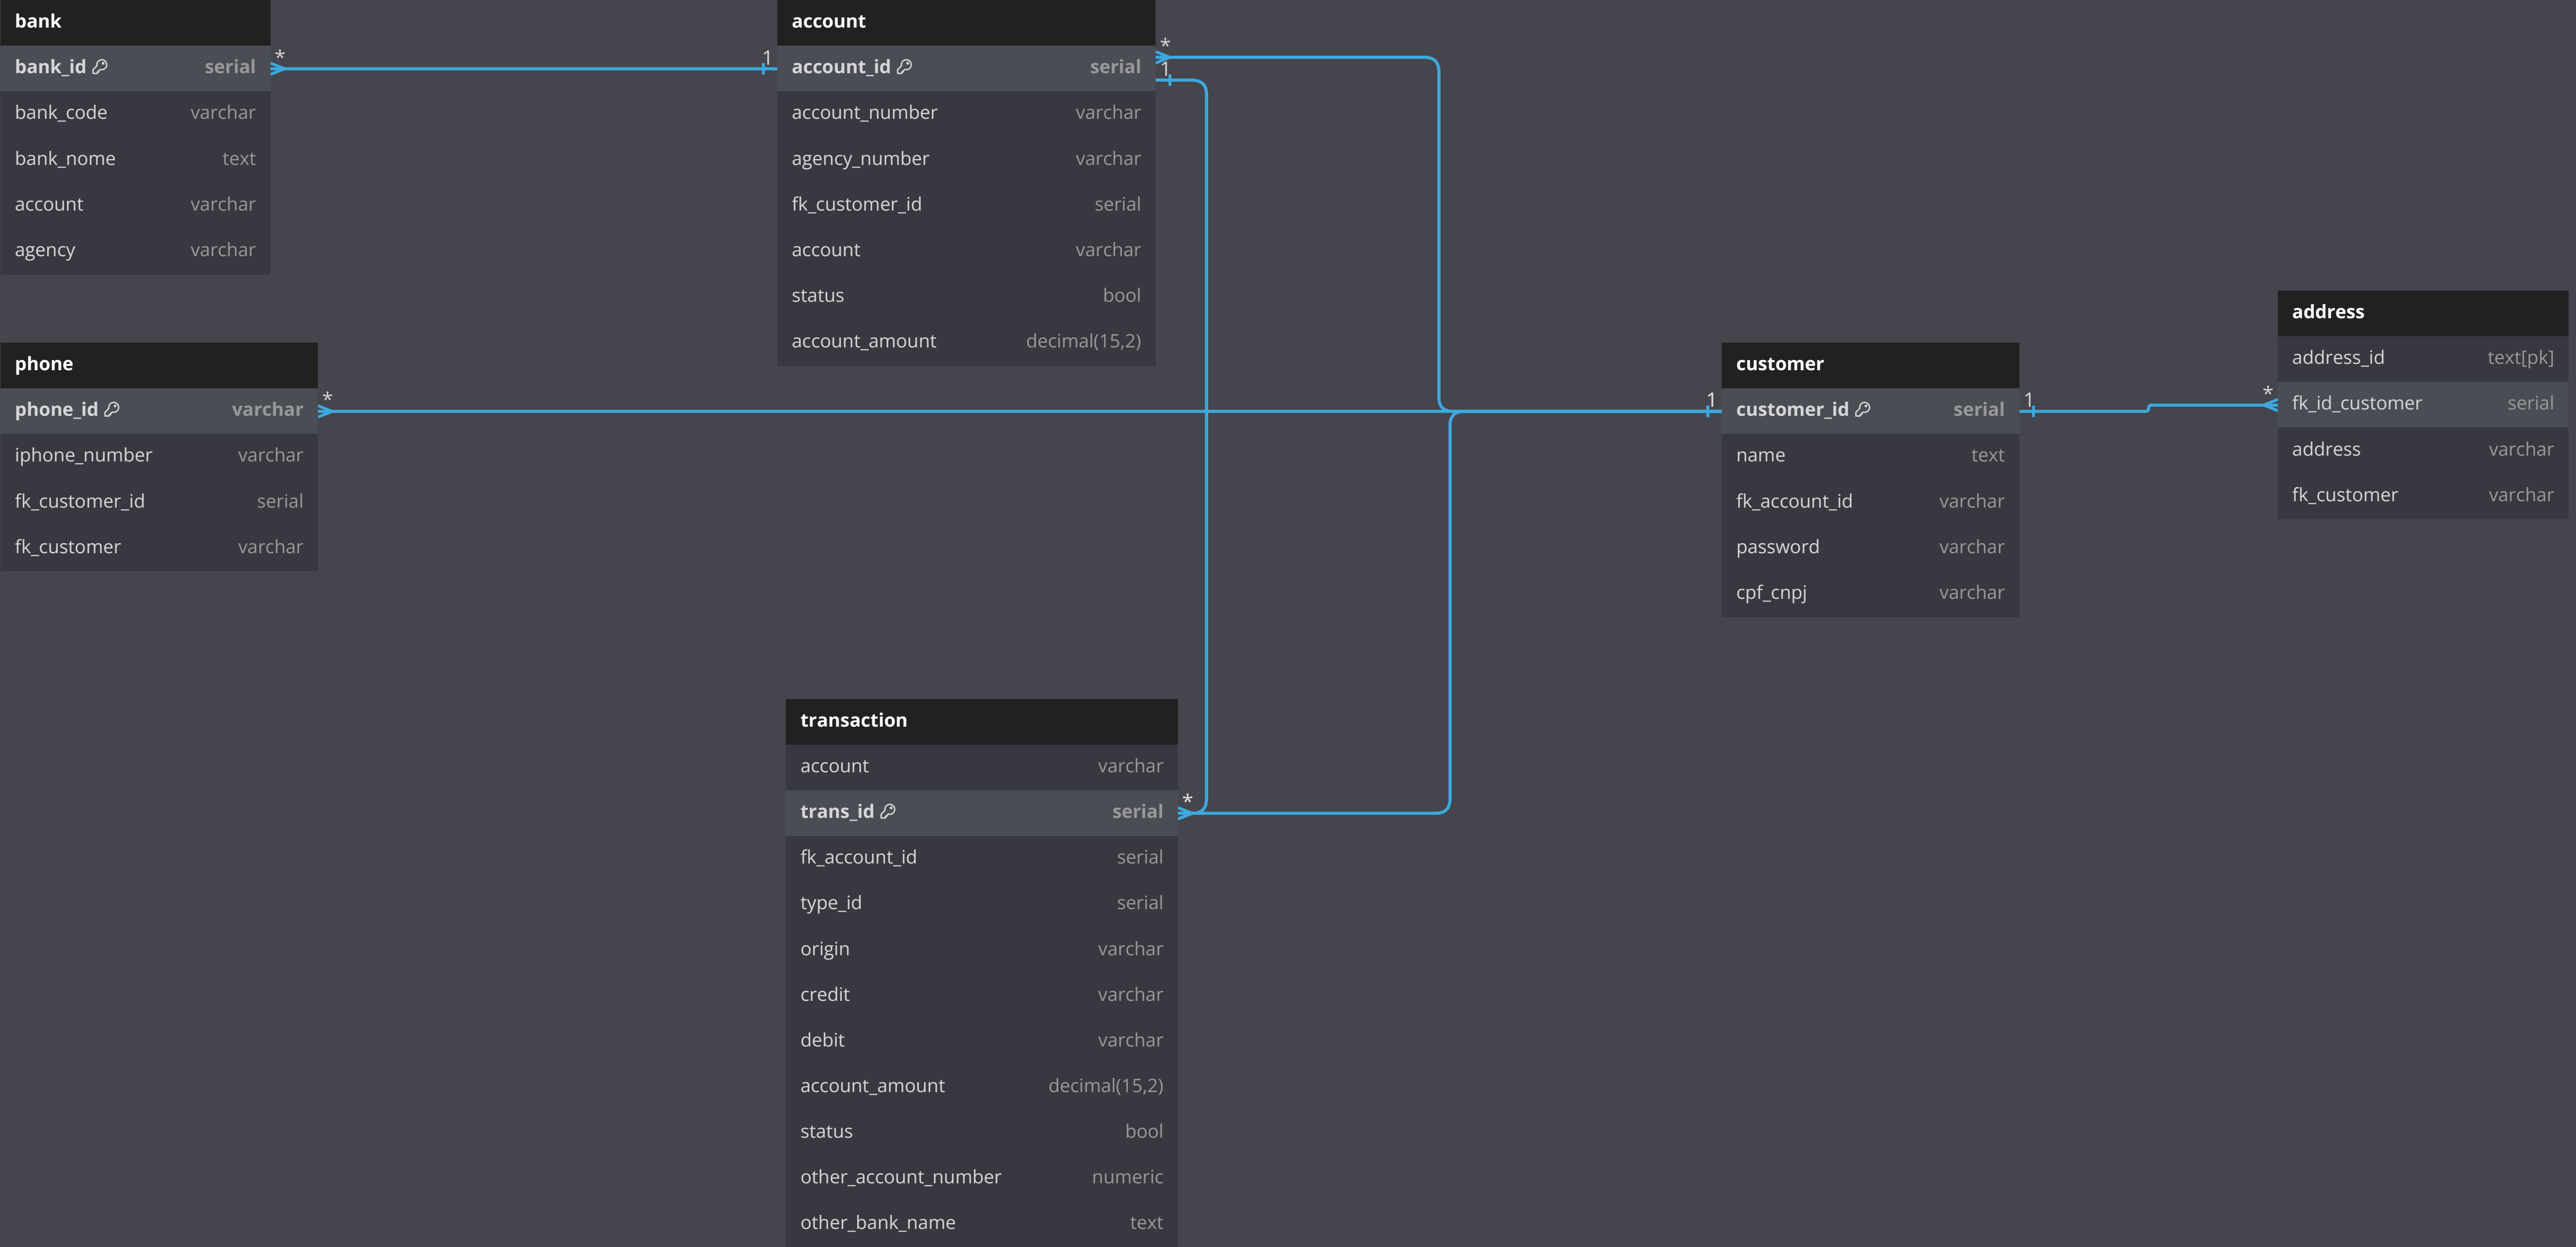 bank
bank_id serial
bank_code varchar
bank_nome text
account varchar
agency varchar
* 1
account
account_id serial
account_number varchar
agency_number varchar
fk_customer_id serial
account varchar
status bool
account_amount decimal(15,2)
*
1
phone
phone_id varchar
iphone_number varchar
fk_customer_id serial
fk_customer varchar
* 1
customer
customer_id serial
name text
fk_account_id varchar
password varchar
cpf_cnpj varchar
1 *
address
address_id text[pk]
fk_id_customer serial
address varchar
fk_customer varchar
transaction
account varchar
trans_id serial
*
fk_account_id serial
type_id serial
origin varchar
credit varchar
debit varchar
account_amount decimal(15,2)
status bool
other_account_number numeric
other_bank_name text